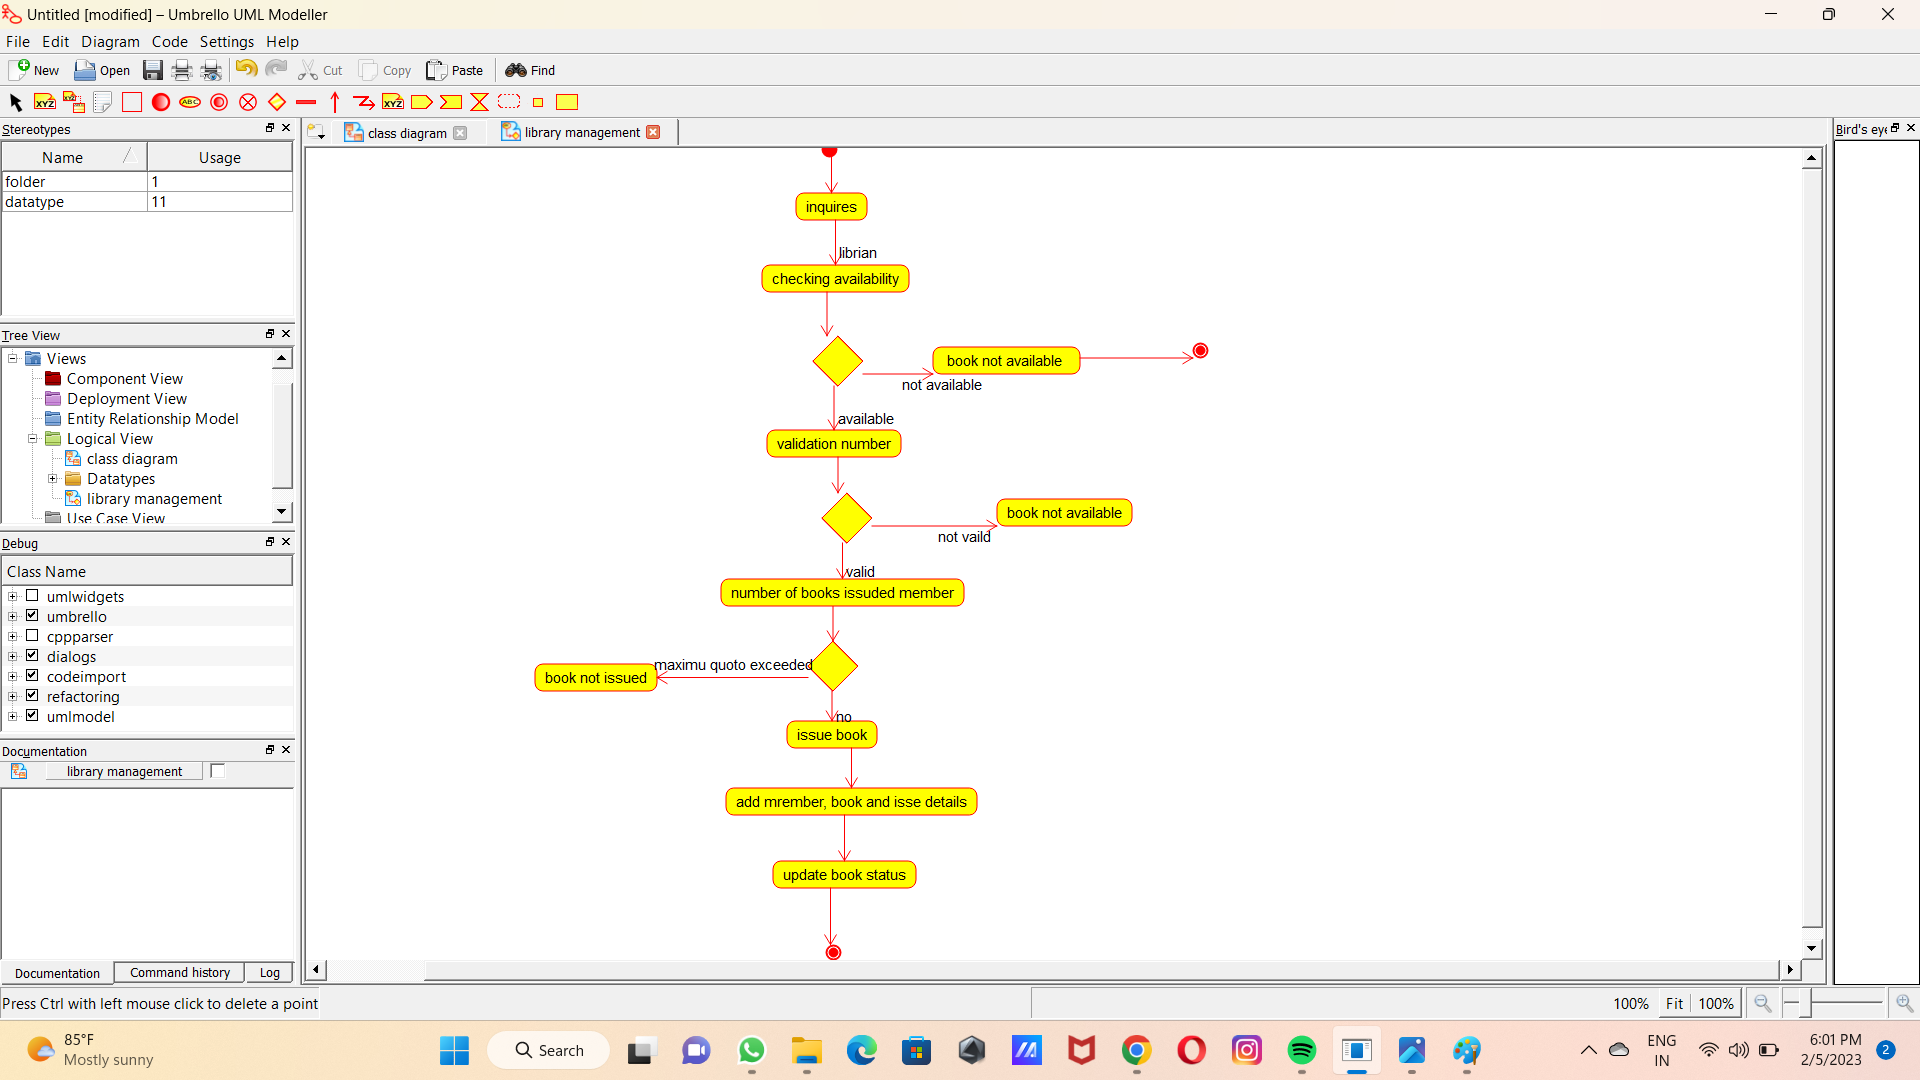 Untitled [modified] – Umbrello UML Modeller
File Edit Diagram Code Settings Help
New Open Cut Copy Paste Find
XYZ ABC XYZ
Stereotypes
Name Usage
folder 1
datatype 11
Tree View
Views
Component View
Deployment View
Entity Relationship Model
Logical View
class diagram
Datatypes
library management
Use Case View
Debug
Class Name
umlwidgets
umbrello
cppparser
dialogs
codeimport
refactoring
umlmodel
Documentation
library management
Documentation Command history Log
class diagram library management
Bird's eye
inquires
librian
checking availability
book not available
not available
available
validation number
book not available
not vaild
valid
number of books issuded member
maximu quoto exceeded
book not issued
no
issue book
add mrember, book and isse details
update book status
Press Ctrl with left mouse click to delete a point
100% Fit 100%
85°F
Mostly sunny
Search
ENG
IN
6:01 PM
2/5/2023
2